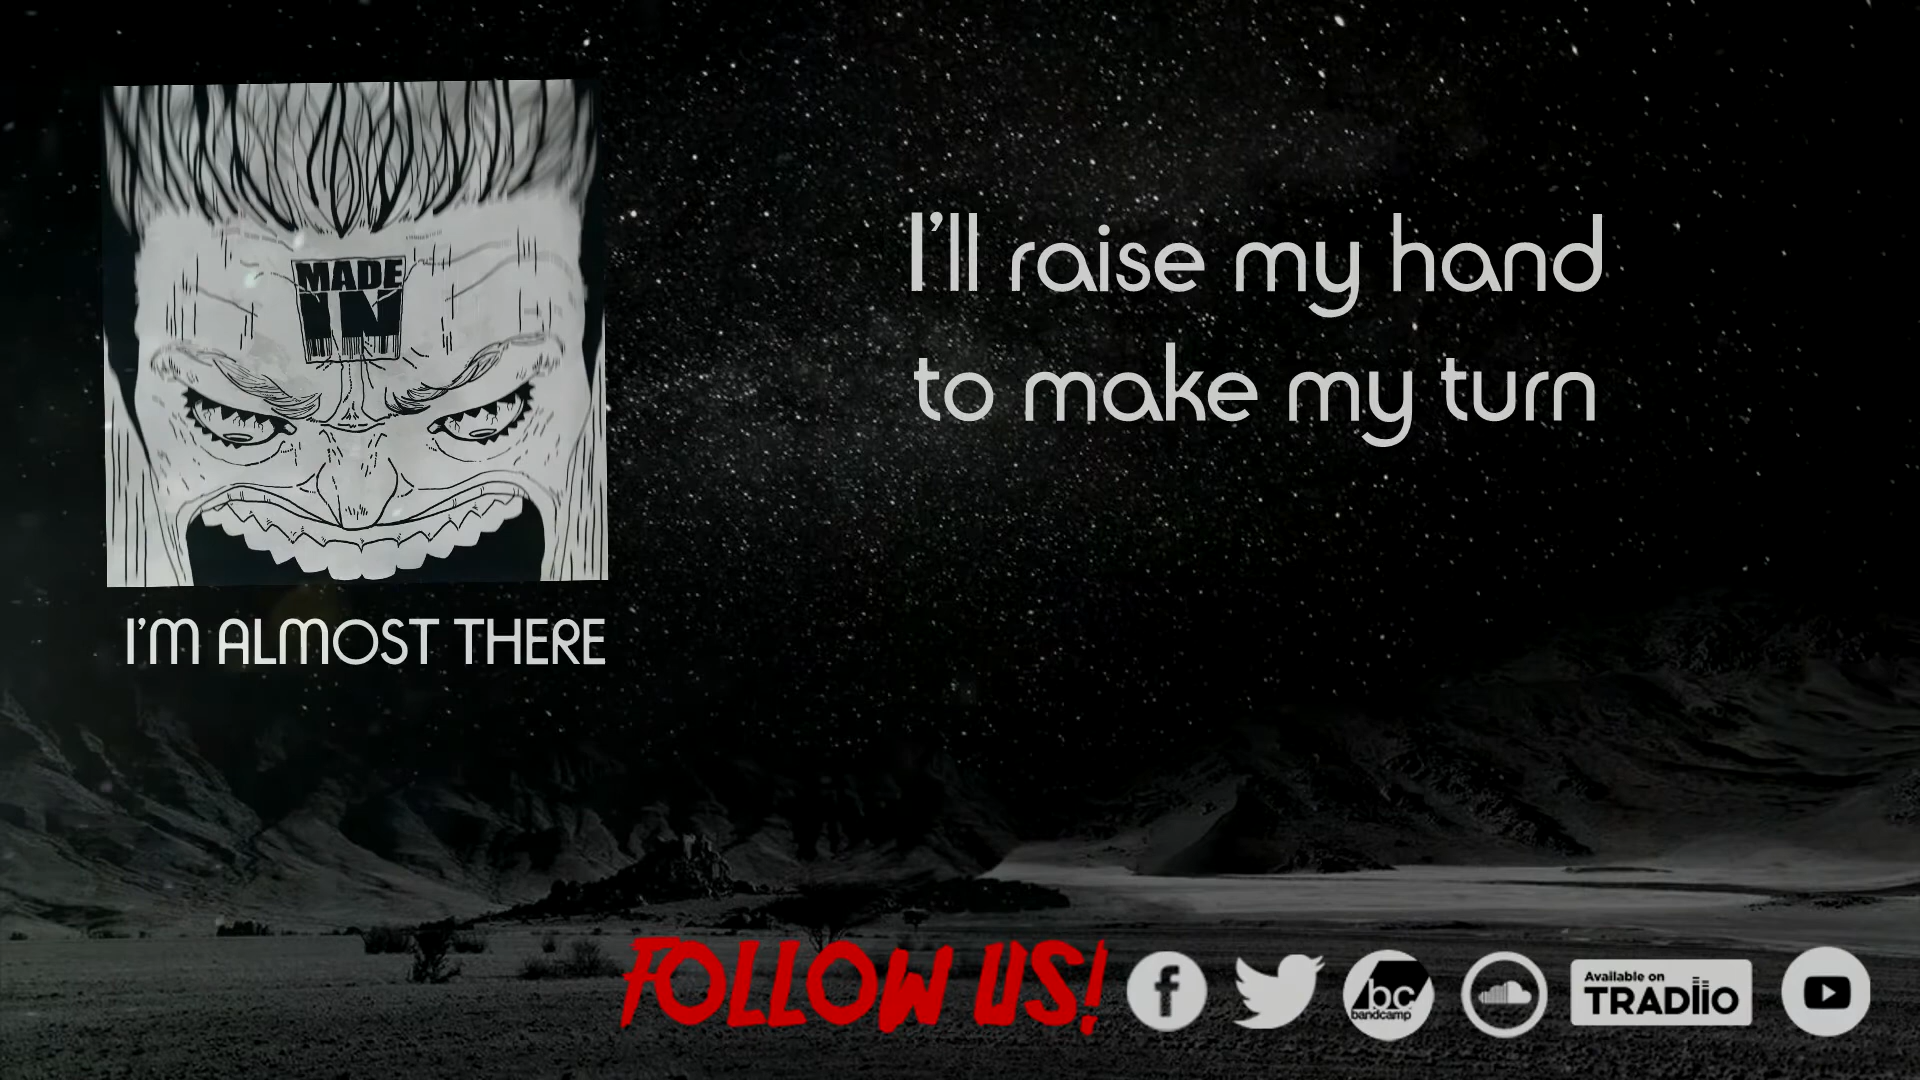 MADE
IN
I'M ALMOST THERE
I'll raise my hand
to make my turn
FOLLOW US!
f
bc
bandcamp
Available on
TRADIIO